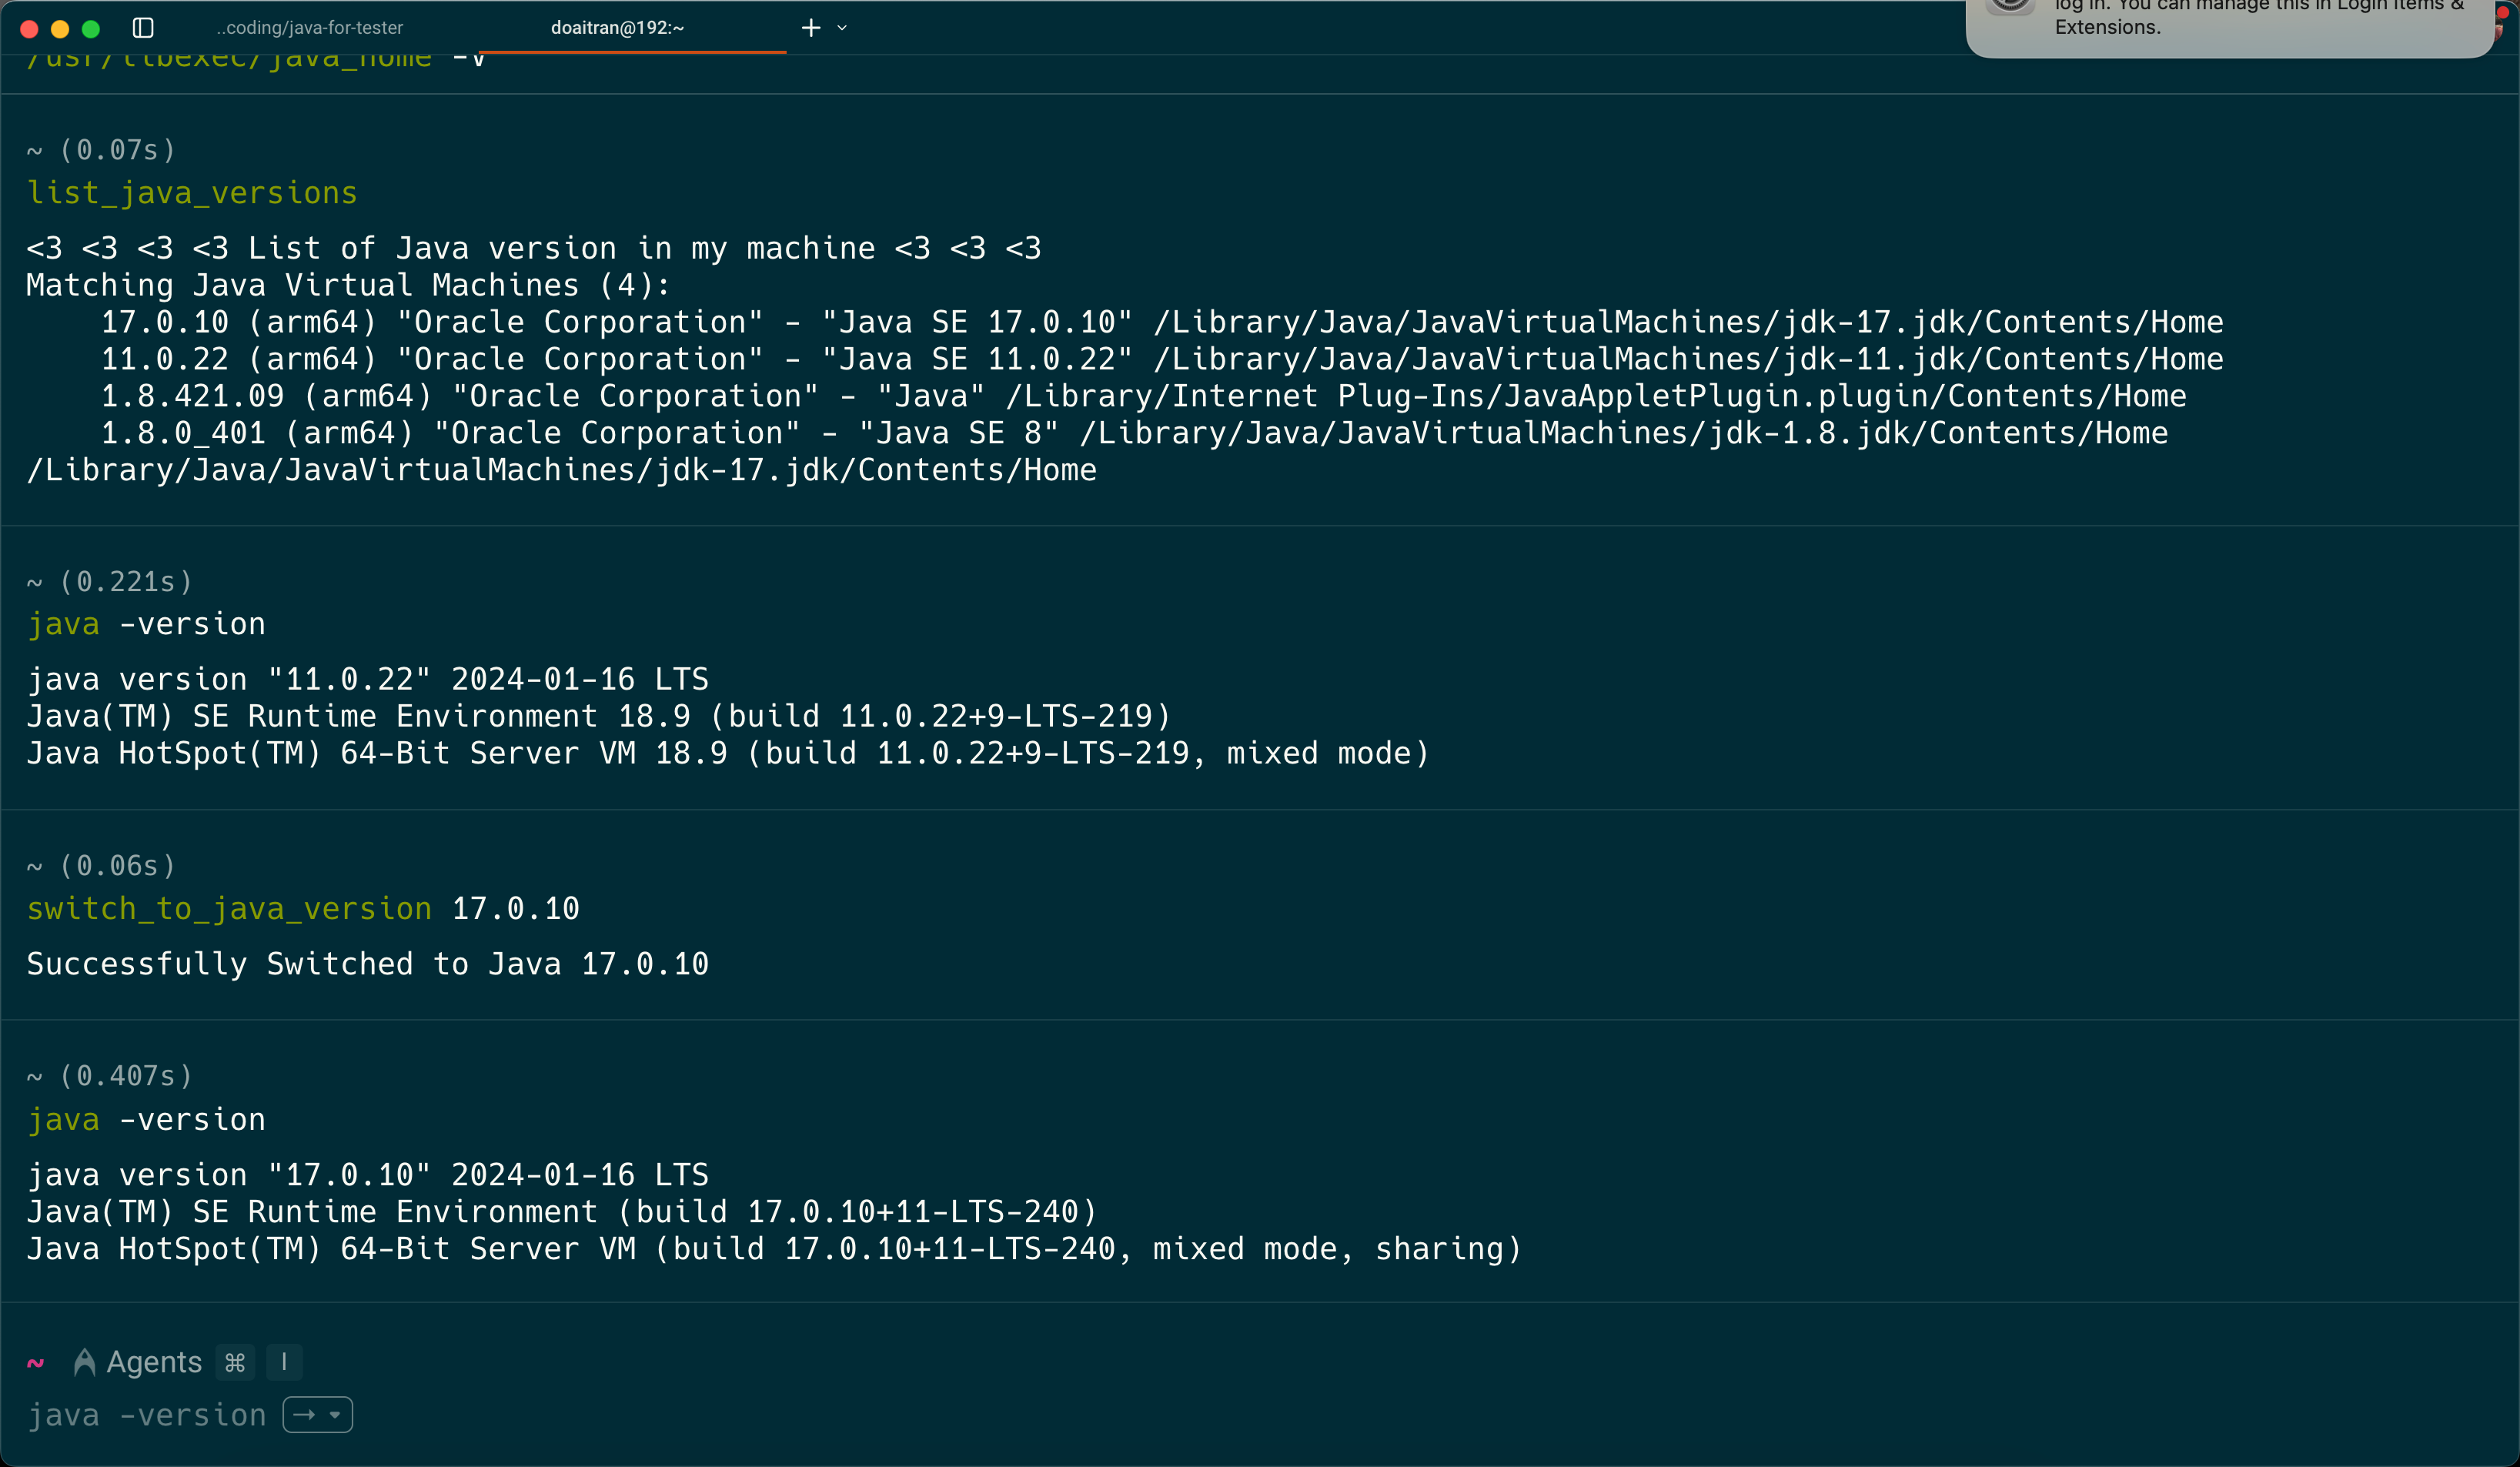 ..coding/java-for-tester
doaitran@192:~
log in. You can manage this in Login Items &
Extensions.
/usr/libexec/java_home -V
~ (0.07s)
list_java_versions
<3 <3 <3 <3 List of Java version in my machine <3 <3 <3
Matching Java Virtual Machines (4):
17.0.10 (arm64) "Oracle Corporation" - "Java SE 17.0.10" /Library/Java/JavaVirtualMachines/jdk-17.jdk/Contents/Home
11.0.22 (arm64) "Oracle Corporation" - "Java SE 11.0.22" /Library/Java/JavaVirtualMachines/jdk-11.jdk/Contents/Home
1.8.421.09 (arm64) "Oracle Corporation" - "Java" /Library/Internet Plug-Ins/JavaAppletPlugin.plugin/Contents/Home
1.8.0_401 (arm64) "Oracle Corporation" - "Java SE 8" /Library/Java/JavaVirtualMachines/jdk-1.8.jdk/Contents/Home
/Library/Java/JavaVirtualMachines/jdk-17.jdk/Contents/Home
~ (0.221s)
java -version
java version "11.0.22" 2024-01-16 LTS
Java(TM) SE Runtime Environment 18.9 (build 11.0.22+9-LTS-219)
Java HotSpot(TM) 64-Bit Server VM 18.9 (build 11.0.22+9-LTS-219, mixed mode)
~ (0.06s)
switch_to_java_version 17.0.10
Successfully Switched to Java 17.0.10
~ (0.407s)
java -version
java version "17.0.10" 2024-01-16 LTS
Java(TM) SE Runtime Environment (build 17.0.10+11-LTS-240)
Java HotSpot(TM) 64-Bit Server VM (build 17.0.10+11-LTS-240, mixed mode, sharing)
~ Agents ⌘ I
java -version